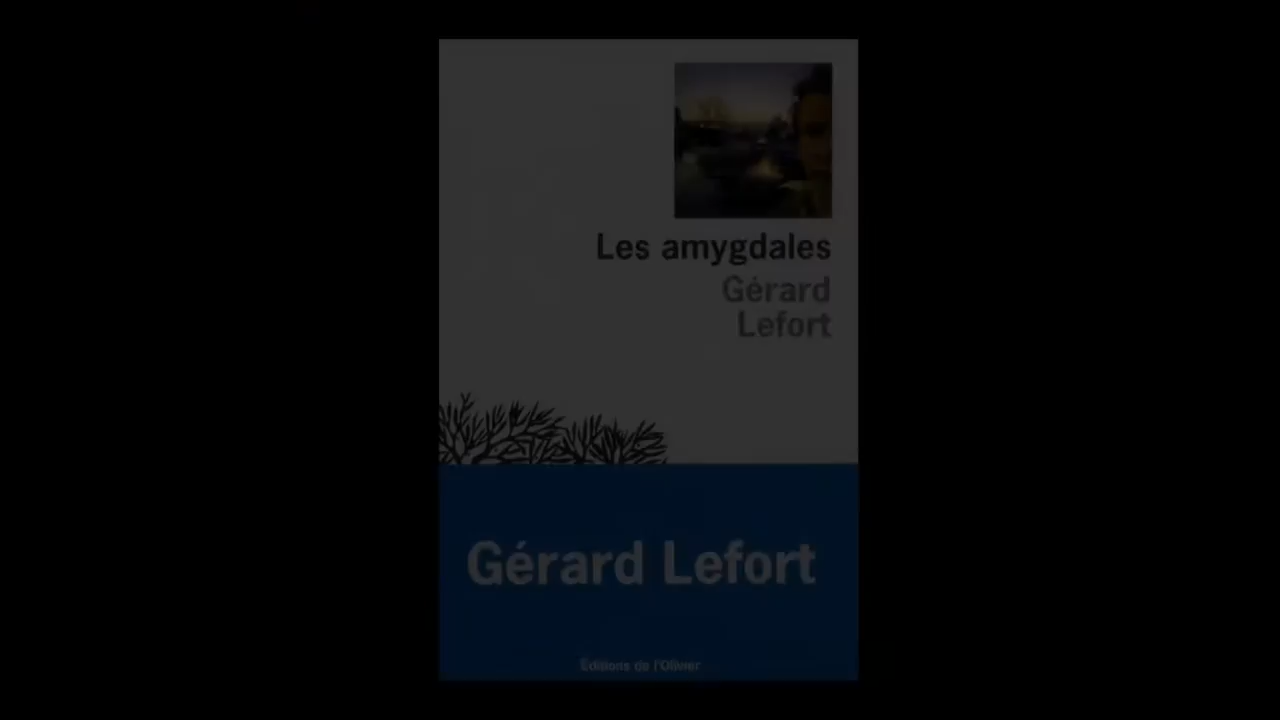 Les amygdales
Gérard
Lefort
Gérard Lefort
Éditions de l'Olivier